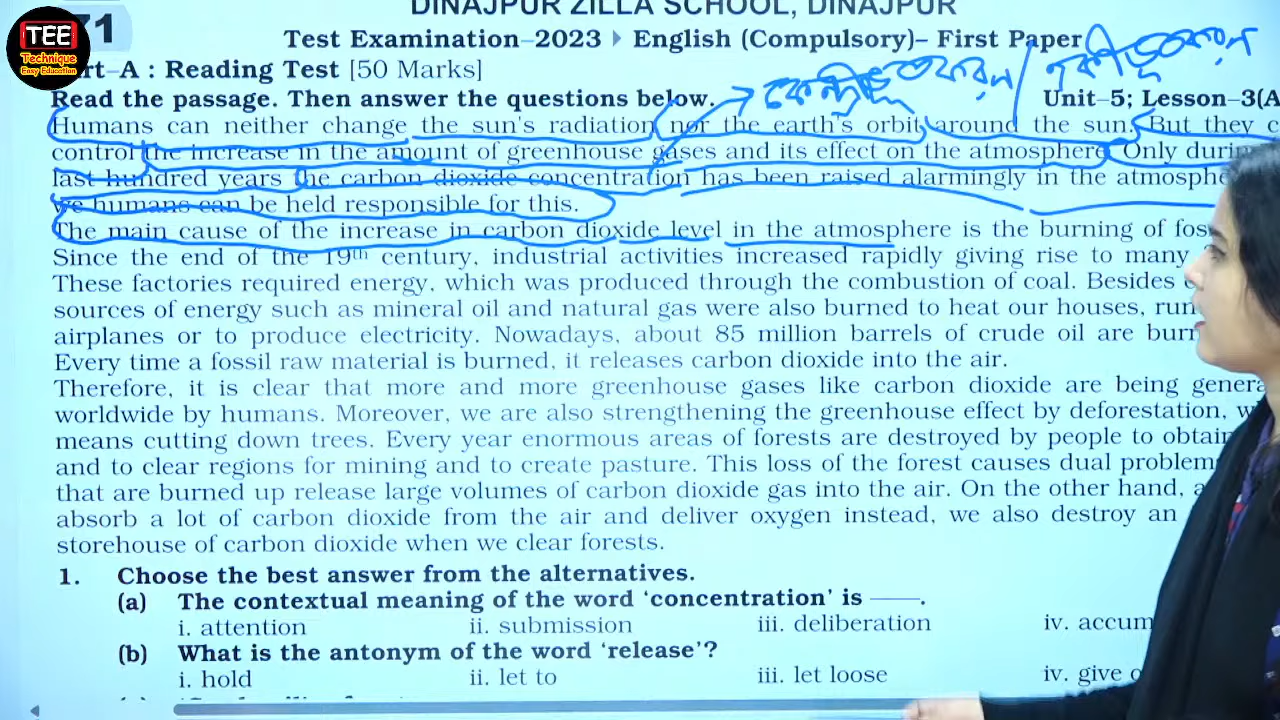 DINAJPUR ZILLA SCHOOL, DINAJPUR
71
TEE
Technique
Easy Education
Test Examination–2023 English (Compulsory)– First Paper
Part–A : Reading Test [50 Marks]
Read the passage. Then answer the questions below.
Unit–5; Lesson–3(A
Humans can neither change the sun's radiation nor the earth's orbit around the sun. But they c
control the increase in the amount of greenhouse gases and its effect on the atmosphere. Only durin
last hundred years the carbon dioxide concentration has been raised alarmingly in the atmosphe
we humans can be held responsible for this.
The main cause of the increase in carbon dioxide level in the atmosphere is the burning of fos
Since the end of the 19th century, industrial activities increased rapidly giving rise to many
These factories required energy, which was produced through the combustion of coal. Besides
sources of energy such as mineral oil and natural gas were also burned to heat our houses, run
airplanes or to produce electricity. Nowadays, about 85 million barrels of crude oil are burn
Every time a fossil raw material is burned, it releases carbon dioxide into the air.
Therefore, it is clear that more and more greenhouse gases like carbon dioxide are being genera
worldwide by humans. Moreover, we are also strengthening the greenhouse effect by deforestation, w
means cutting down trees. Every year enormous areas of forests are destroyed by people to obtain
and to clear regions for mining and to create pasture. This loss of the forest causes dual problem
that are burned up release large volumes of carbon dioxide gas into the air. On the other hand, a
absorb a lot of carbon dioxide from the air and deliver oxygen instead, we also destroy an
storehouse of carbon dioxide when we clear forests.
1. Choose the best answer from the alternatives.
(a) The contextual meaning of the word ‘concentration’ is ——.
i. attention ii. submission iii. deliberation iv. accum
(b) What is the antonym of the word ‘release’?
i. hold ii. let to iii. let loose iv. give o